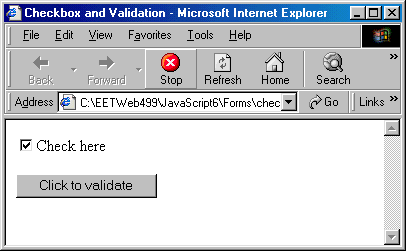 Checkbox and Validation - Microsoft Internet Explorer
File Edit View Favorites Tools Help
Back Forward Stop Refresh Home Search »
Address C:\EETWeb499\JavaScript6\Forms\chec Go Links »
Check here
Click to validate